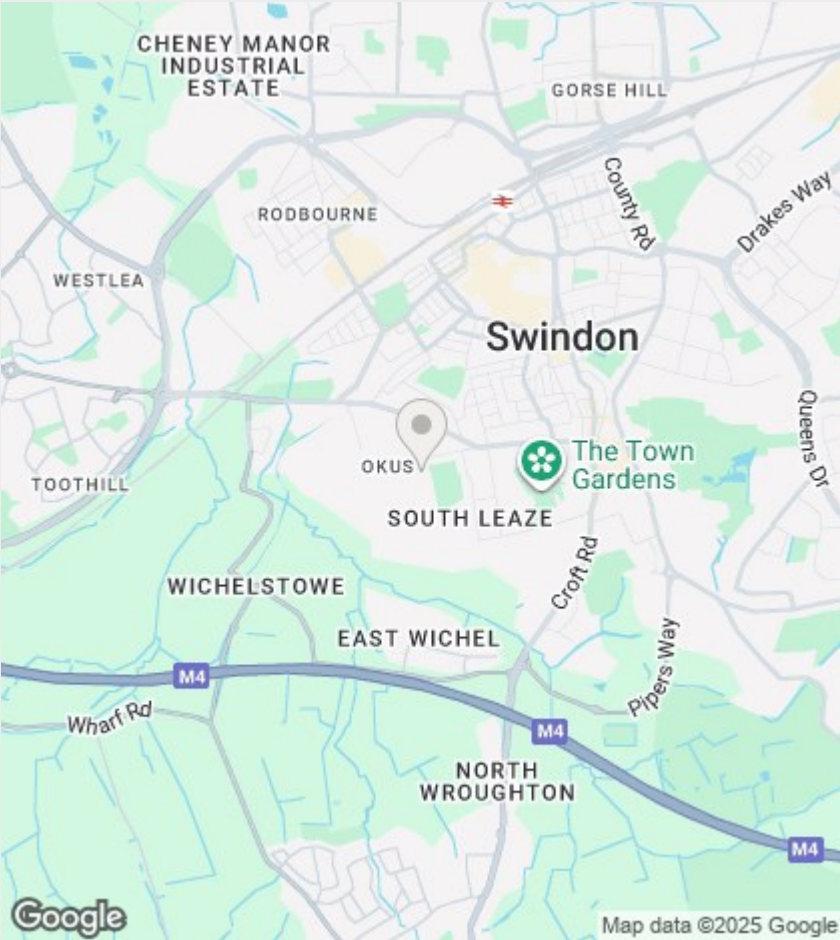 CHENEY MANOR
INDUSTRIAL
ESTATE
GORSE HILL
County Rd
Drakes Way
RODBOURNE
WESTLEA
Swindon
Queens Dr
The Town
Gardens
OKUS
TOOTHILL
SOUTH LEAZE
Croft Rd
WICHELSTOWE
EAST WICHEL
Pipers Way
M4
Wharf Rd
M4
NORTH
WROUGHTON
M4
Google
Map data ©2025 Google